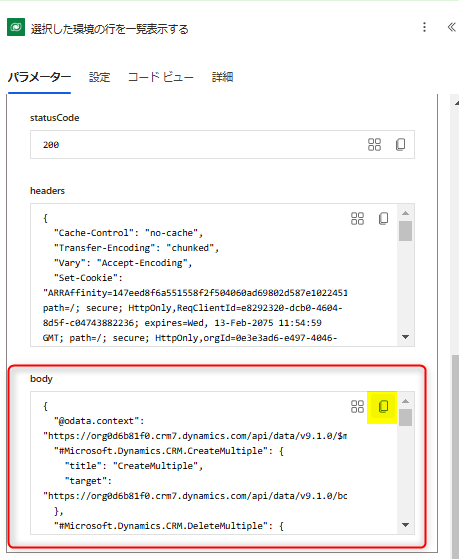 選択した環境の行を一覧表示する
パラメーター 設定 コード ビュー 詳細
statusCode
200
headers
{
"Cache-Control": "no-cache",
"Transfer-Encoding": "chunked",
"Vary": "Accept-Encoding",
"Set-Cookie":
"ARRAffinity=147eed8f6a551558f2f504060ad69802d587e1022451
path=/; secure; HttpOnly,ReqClientId=e8292320-dcb0-4604-
8d5f-c04743882236; expires=Wed, 13-Feb-2075 11:54:59
GMT; path=/; secure; HttpOnly,orgId=0e3e3ad6-e497-4046-
body
{
"@odata.context":
"https://org0d6b81f0.crm7.dynamics.com/api/data/v9.1.0/$m
"#Microsoft.Dynamics.CRM.CreateMultiple": {
"title": "CreateMultiple",
"target":
"https://org0d6b81f0.crm7.dynamics.com/api/data/v9.1.0/bc
},
"#Microsoft.Dynamics.CRM.DeleteMultiple": {